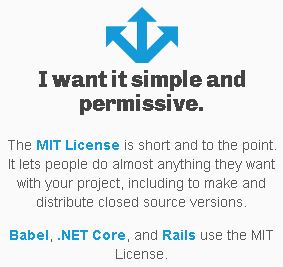 I want it simple and
permissive.
The MIT License is short and to the point.
It lets people do almost anything they want
with your project, including to make and
distribute closed source versions.
Babel, .NET Core, and Rails use the MIT
License.